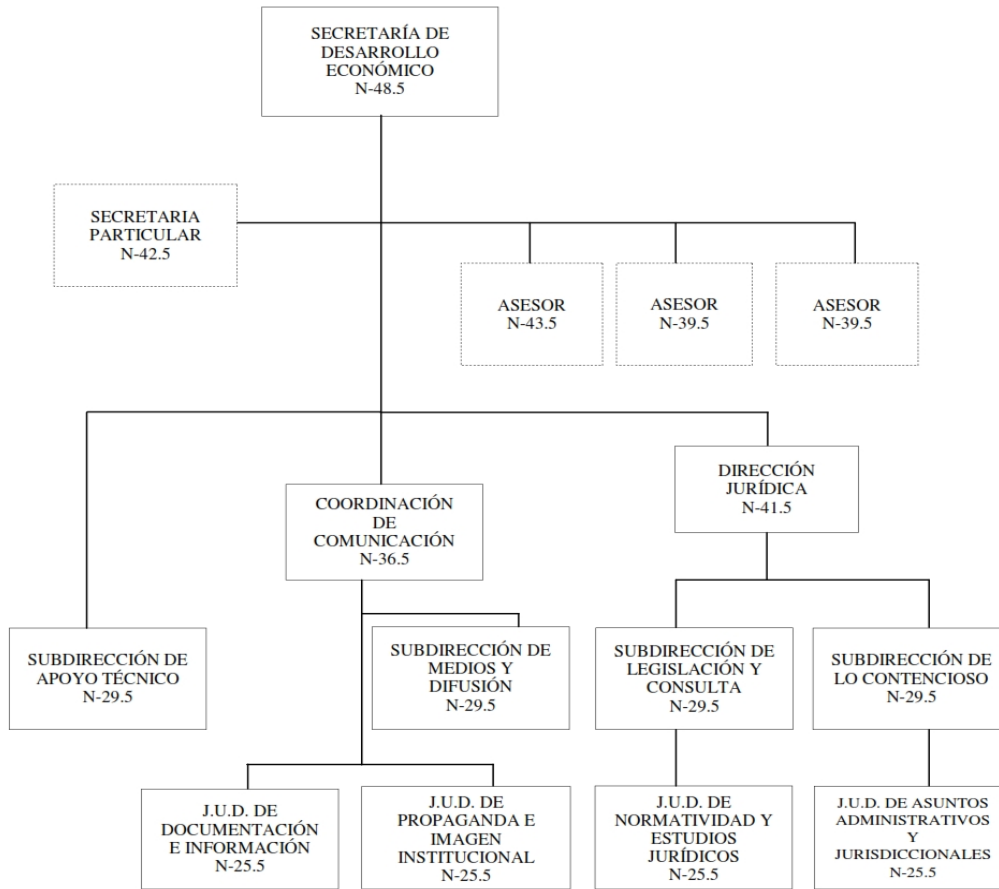 SECRETARÍA DE
DESARROLLO
ECONÓMICO
N-48.5
SECRETARIA
PARTICULAR
N-42.5
ASESOR
N-43.5
ASESOR
N-39.5
ASESOR
N-39.5
DIRECCIÓN
JURÍDICA
N-41.5
COORDINACIÓN
DE
COMUNICACIÓN
N-36.5
SUBDIRECCIÓN DE
APOYO TÉCNICO
N-29.5
SUBDIRECCIÓN DE
MEDIOS Y
DIFUSIÓN
N-29.5
SUBDIRECCIÓN DE
LEGISLACIÓN Y
CONSULTA
N-29.5
SUBDIRECCIÓN DE
LO CONTENCIOSO
N-29.5
J.U.D. DE
DOCUMENTACIÓN
E INFORMACIÓN
N-25.5
J.U.D. DE
PROPAGANDA E
IMAGEN
INSTITUCIONAL
N-25.5
J.U.D. DE
NORMATIVIDAD Y
ESTUDIOS
JURÍDICOS
N-25.5
J.U.D. DE ASUNTOS
ADMINISTRATIVOS
Y
JURISDICCIONALES
N-25.5